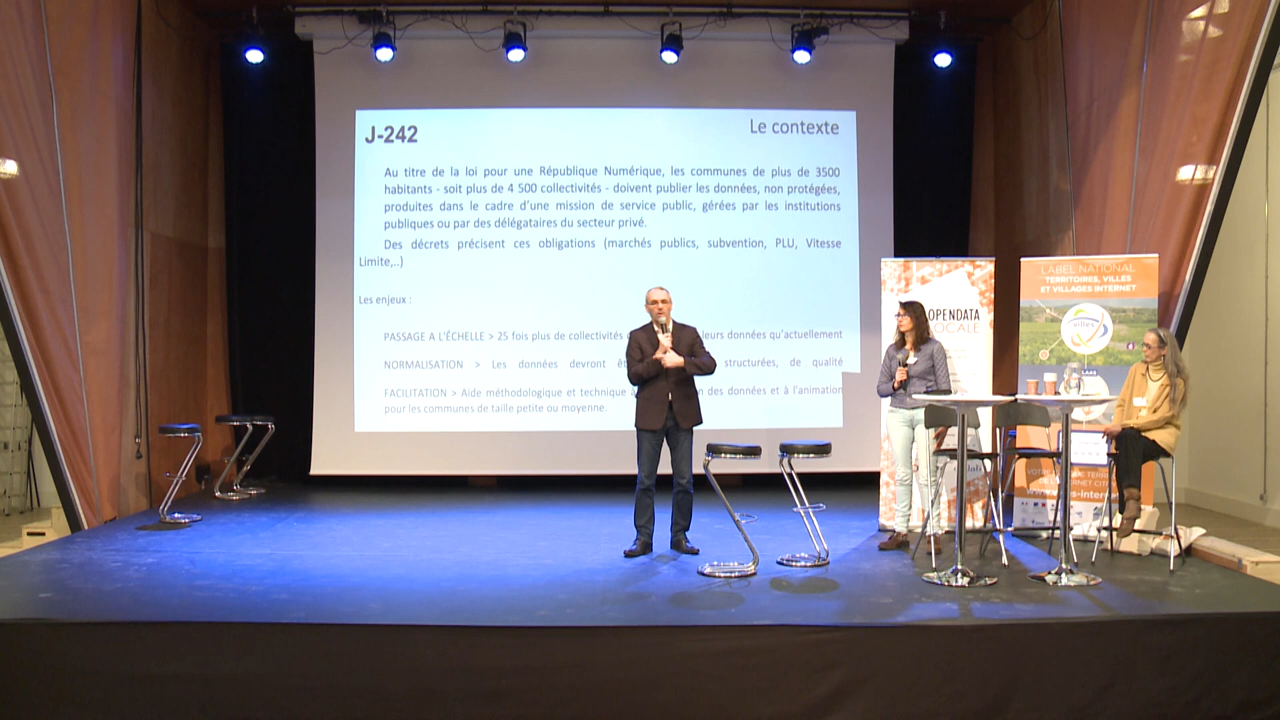 J-242
Le contexte
Au titre de la loi pour une République Numérique, les communes de plus de 3500
habitants - soit plus de 4 500 collectivités - doivent publier les données, non protégées,
produites dans le cadre d'une mission de service public, gérées par les institutions
publiques ou par des délégataires du secteur privé.
Des décrets précisent ces obligations (marchés publics, subvention, PLU, Vitesse
Limite,..)
Les enjeux :
PASSAGE A L'ÉCHELLE > 25 fois plus de collectivités leurs données qu'actuellement
NORMALISATION > Les données devront structurées, de qualité
FACILITATION > Aide méthodologique et technique des données et à l'animation
pour les communes de taille petite ou moyenne.
OPENDATA
LOCALE
LABEL NATIONAL
TERRITOIRES, VILLES
ET VILLAGES INTERNET
villes